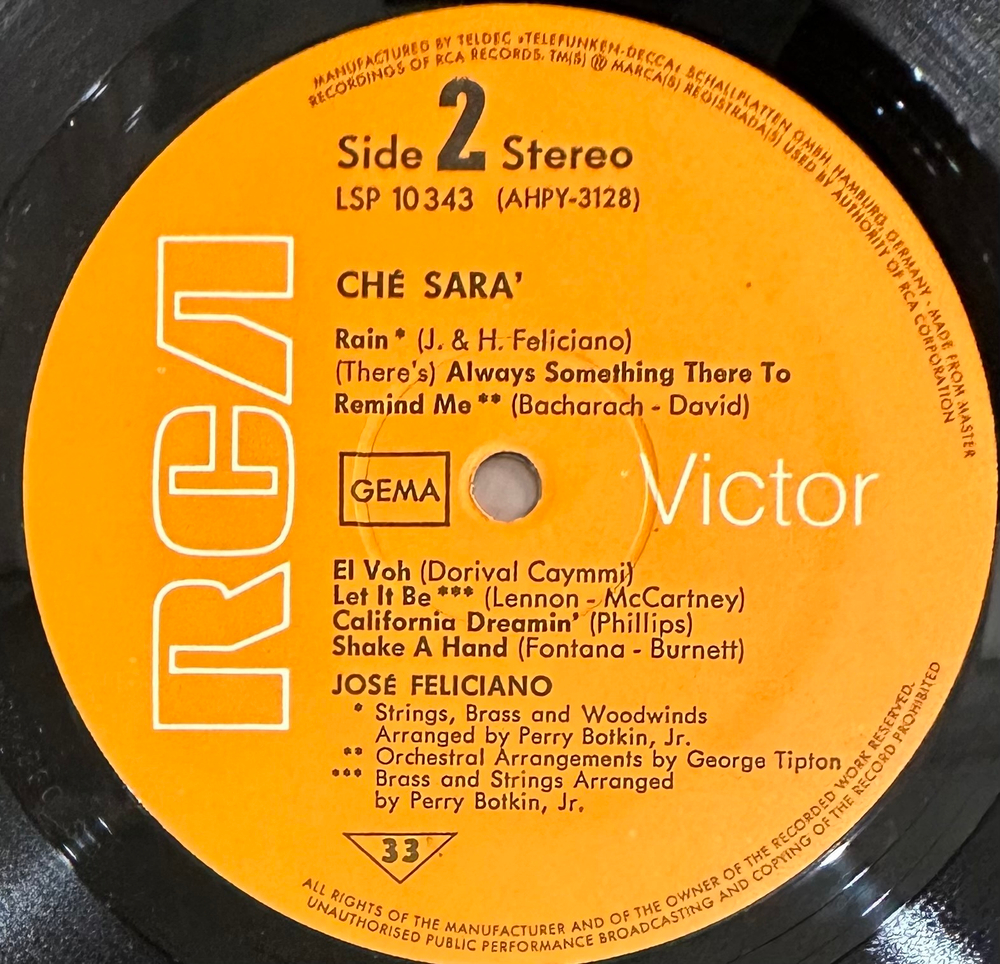 MANUFACTURED BY TELDEC »TELEFUNKEN-DECCA« SCHALLPLATTEN GMBH, HAMBURG, GERMANY · MADE FROM MASTER
RECORDINGS OF RCA RECORDS. TM(S) ® MARCA(S) REGISTRADA(S) USED BY AUTHORITY OF RCA CORPORATION
Side 2 Stereo
LSP 10343 (AHPY-3128)
CHÉ SARA'
Rain * (J. & H. Feliciano)
(There's) Always Something There To
Remind Me ** (Bacharach - David)
RCA
GEMA
Victor
El Voh (Dorival Caymmi)
Let It Be *** (Lennon - McCartney)
California Dreamin' (Phillips)
Shake A Hand (Fontana - Burnett)
JOSÉ FELICIANO
* Strings, Brass and Woodwinds
Arranged by Perry Botkin, Jr.
** Orchestral Arrangements by George Tipton
*** Brass and Strings Arranged
by Perry Botkin, Jr.
33
ALL RIGHTS OF THE MANUFACTURER AND OF THE OWNER OF THE RECORDED WORK RESERVED.
UNAUTHORISED PUBLIC PERFORMANCE BROADCASTING AND COPYING OF THE RECORD PROHIBITED